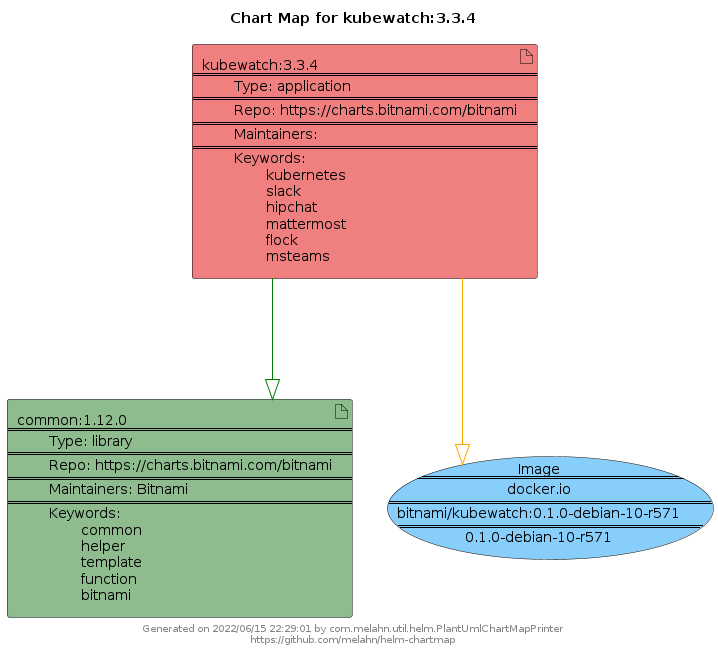 Chart Map for kubewatch:3.3.4
kubewatch:3.3.4
Type: application
Repo: https://charts.bitnami.com/bitnami
Maintainers:
Keywords:
kubernetes
slack
hipchat
mattermost
flock
msteams
common:1.12.0
Type: library
Repo: https://charts.bitnami.com/bitnami
Maintainers: Bitnami
Keywords:
common
helper
template
function
bitnami
Image
docker.io
bitnami/kubewatch:0.1.0-debian-10-r571
0.1.0-debian-10-r571
Generated on 2022/06/15 22:29:01 by com.melahn.util.helm.PlantUmlChartMapPrinter
https://github.com/melahn/helm-chartmap